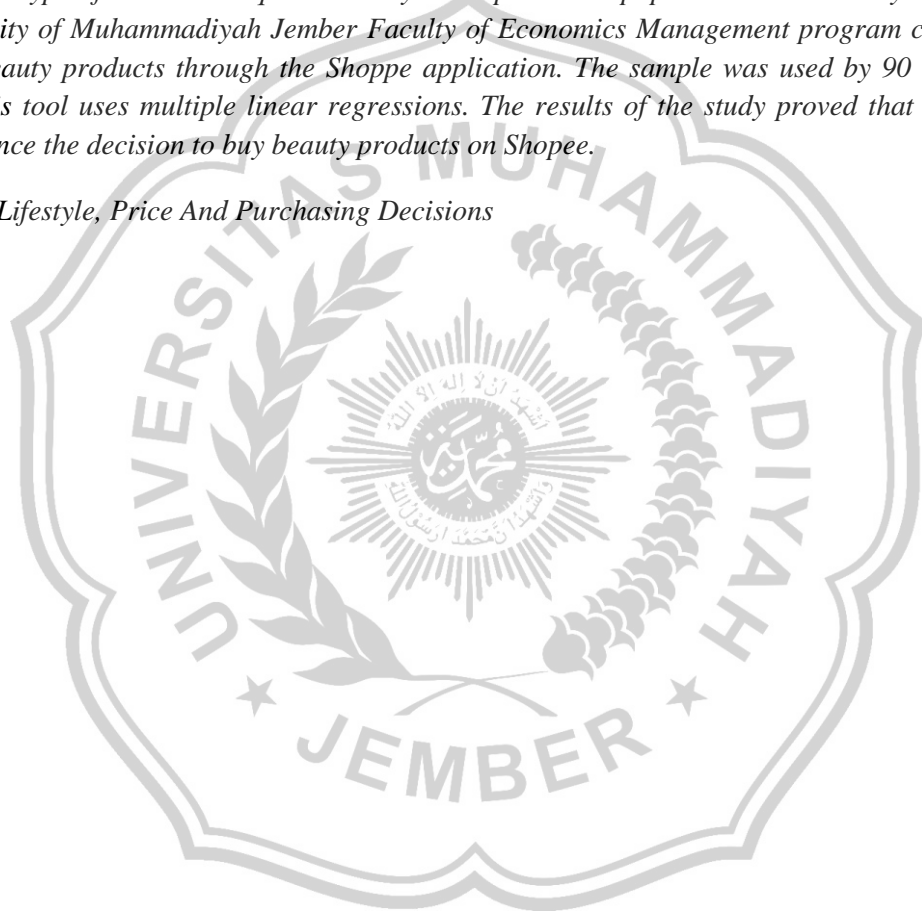 ity of Muhammadiyah Jember Faculty of Economics Management program c
eauty products through the Shoppe application. The sample was used by 90
is tool uses multiple linear regressions. The results of the study proved that
nce the decision to buy beauty products on Shopee.
Lifestyle, Price And Purchasing Decisions
UNIVERSITAS MUHAMMADIYAH
JEMBER